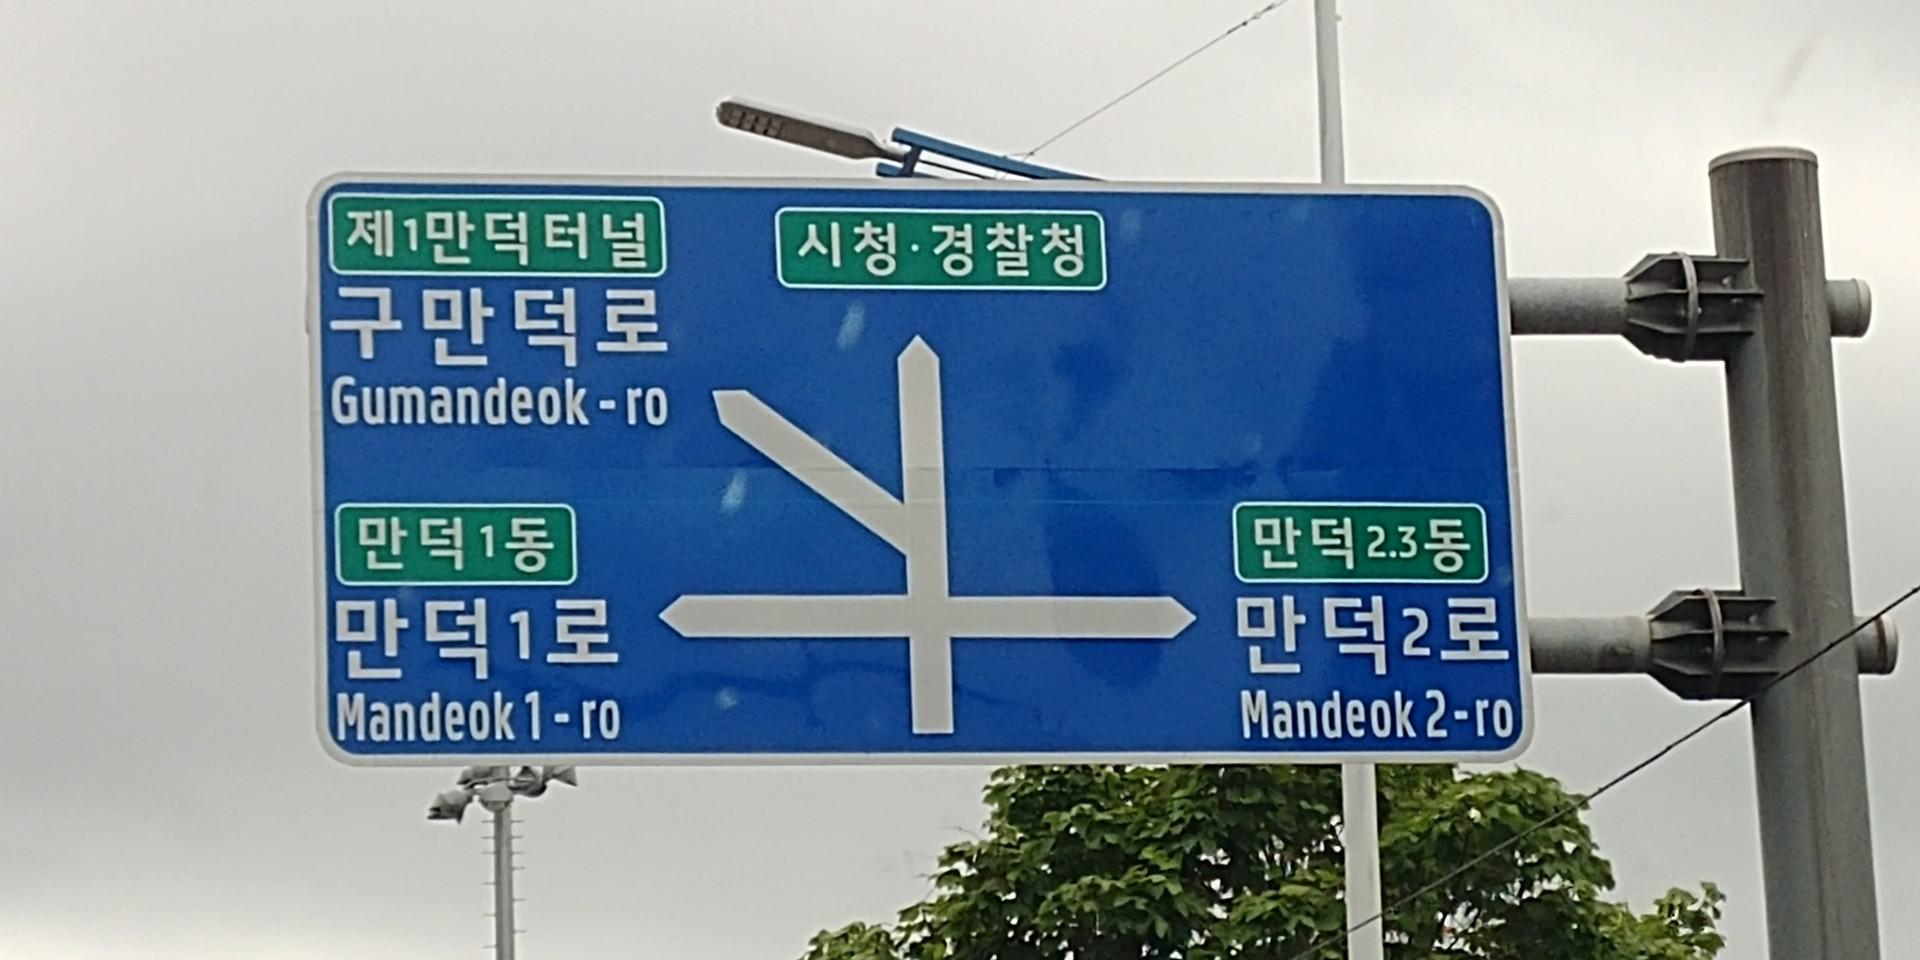 제1만덕터널
구만덕로
Gumandeok-ro
시청·경찰청
만덕1동
만덕1로
Mandeok 1-ro
만덕2.3동
만덕2로
Mandeok 2-ro